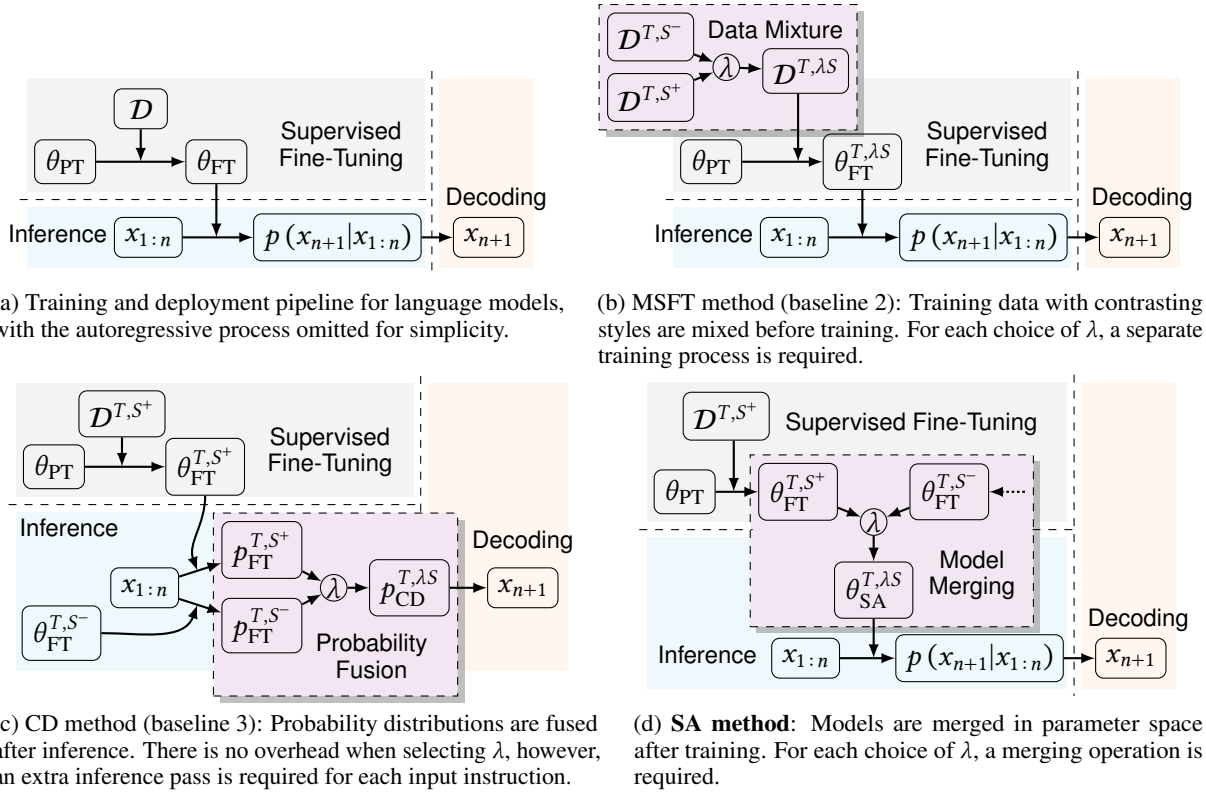 𝒟
Supervised
Fine-Tuning
θ_PT
θ_FT
Decoding
Inference
x_{1:n}
p (x_{n+1}|x_{1:n})
x_{n+1}
a) Training and deployment pipeline for language models,
with the autoregressive process omitted for simplicity.
𝒟^{T,S^-}
Data Mixture
λ
𝒟^{T,λS}
𝒟^{T,S^+}
Supervised
Fine-Tuning
θ_PT
θ_FT^{T,λS}
Decoding
Inference
x_{1:n}
p (x_{n+1}|x_{1:n})
x_{n+1}
(b) MSFT method (baseline 2): Training data with contrasting
styles are mixed before training. For each choice of λ, a separate
training process is required.
𝒟^{T,S^+}
Supervised
Fine-Tuning
θ_PT
θ_FT^{T,S^+}
Inference
Decoding
p_FT^{T,S^+}
x_{1:n}
λ
p_CD^{T,λS}
x_{n+1}
θ_FT^{T,S^-}
p_FT^{T,S^-}
Probability
Fusion
c) CD method (baseline 3): Probability distributions are fused
after inference. There is no overhead when selecting λ, however,
an extra inference pass is required for each input instruction.
𝒟^{T,S^+}
Supervised Fine-Tuning
θ_PT
θ_FT^{T,S^+}
θ_FT^{T,S^-}
λ
Model
Merging
θ_SA^{T,λS}
Decoding
Inference
x_{1:n}
p (x_{n+1}|x_{1:n})
x_{n+1}
(d) SA method: Models are merged in parameter space
after training. For each choice of λ, a merging operation is
required.